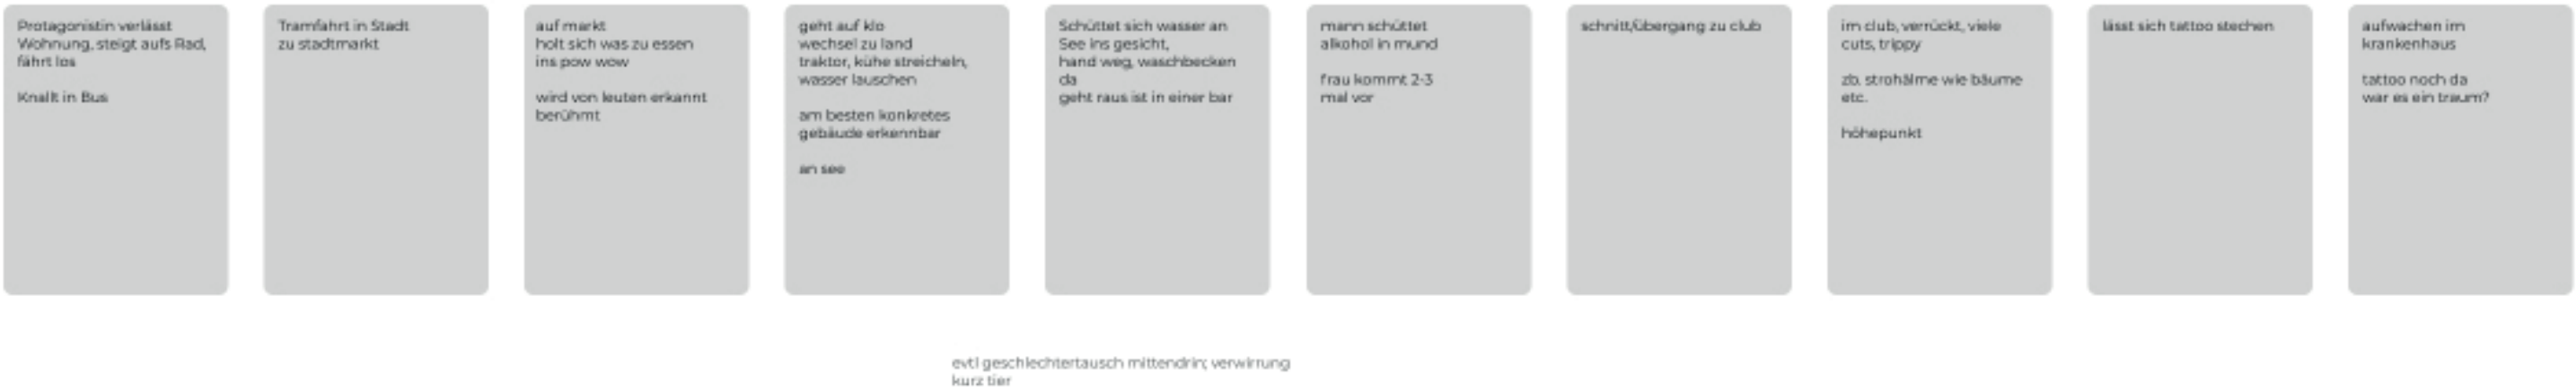 Protagonistin verlässt
Wohnung, steigt aufs Rad,
fährt los
Knallt in Bus
Tramfahrt in Stadt
zu stadtmarkt
auf markt
holt sich was zu essen
ins pow wow
wird von leuten erkannt
berühmt
geht auf klo
wechsel zu land
traktor, kühe streicheln,
wasser lauschen
am besten konkretes
gebäude erkennbar
an see
Schüttet sich wasser an
See ins gesicht,
hand weg, waschbecken
da
geht raus ist in einer bar
mann schüttet
alkohol in mund
frau kommt 2-3
mal vor
schnitt/übergang zu club
im club, verrückt, viele
cuts, trippy
zb. strohälme wie bäume
etc.
höhepunkt
lässt sich tattoo stechen
aufwachen im
krankenhaus
tattoo noch da
war es ein traum?
evtl geschlechtertausch mittendrin; verwirrung
kurz tier